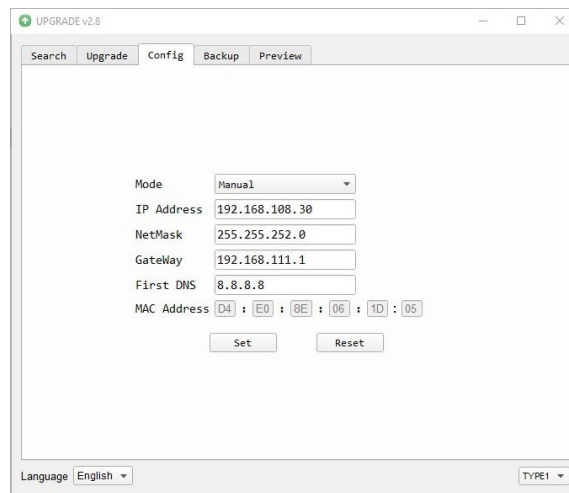 UPGRADE v2.8
Search Upgrade Config Backup Preview
Mode Manual
IP Address 192.168.108.30
NetMask 255.255.252.0
GateWay 192.168.111.1
First DNS 8.8.8.8
MAC Address D4 : E0 : 8E : 06 : 1D : 05
Set Reset
Language English TYPE1